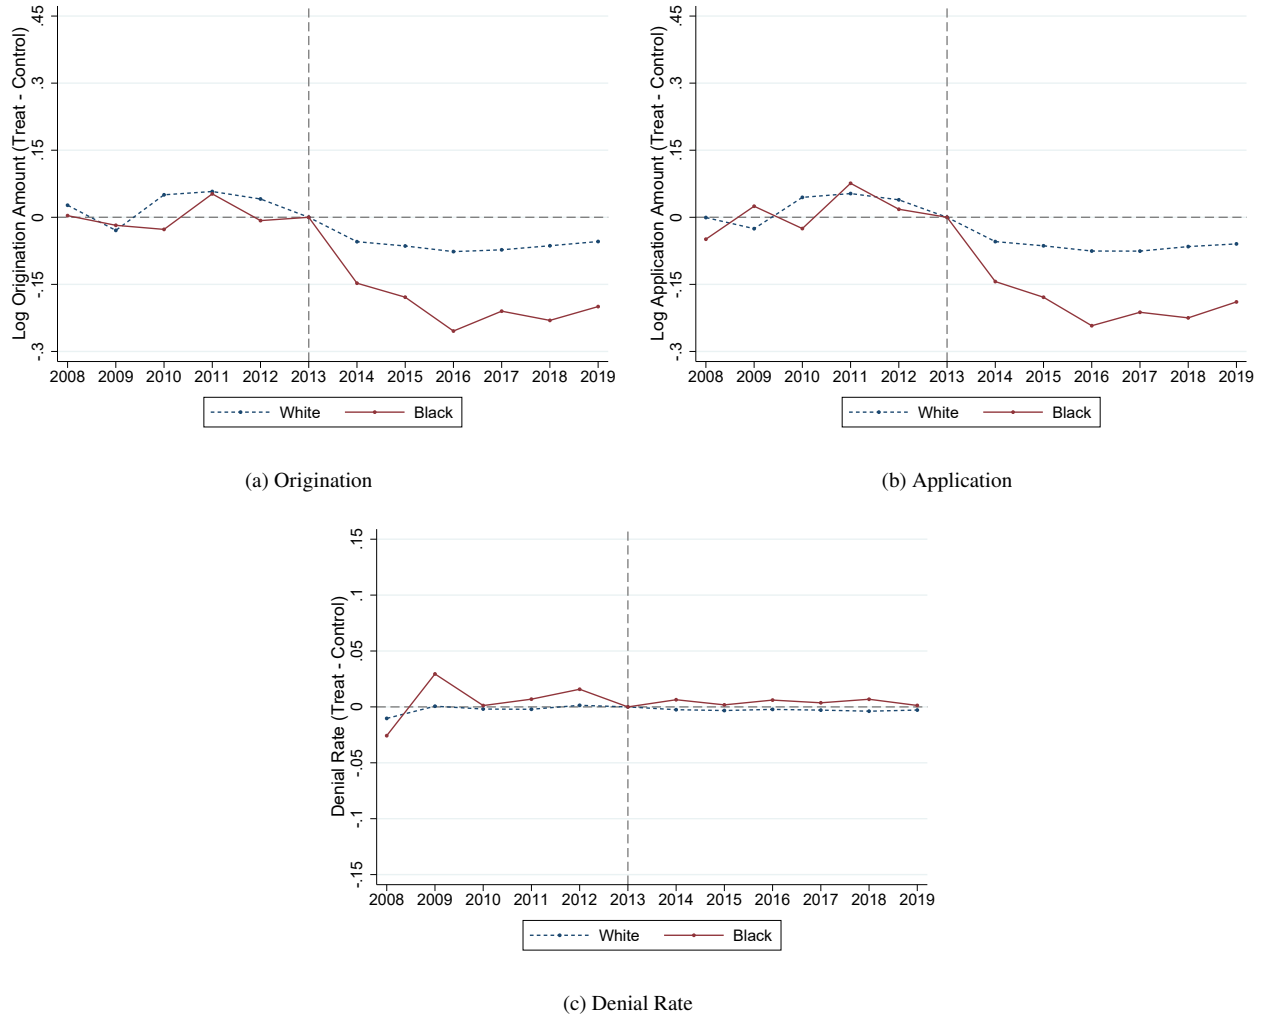 Log Origination Amount (Treat - Control)
.45
.3
.15
0
-.15
-.3
2008 2009 2010 2011 2012 2013 2014 2015 2016 2017 2018 2019
White Black
(a) Origination
Log Application Amount (Treat - Control)
.45
.3
.15
0
-.15
-.3
2008 2009 2010 2011 2012 2013 2014 2015 2016 2017 2018 2019
White Black
(b) Application
Denial Rate (Treat - Control)
.15
.1
.05
0
-.05
-.1
-.15
2008 2009 2010 2011 2012 2013 2014 2015 2016 2017 2018 2019
White Black
(c) Denial Rate